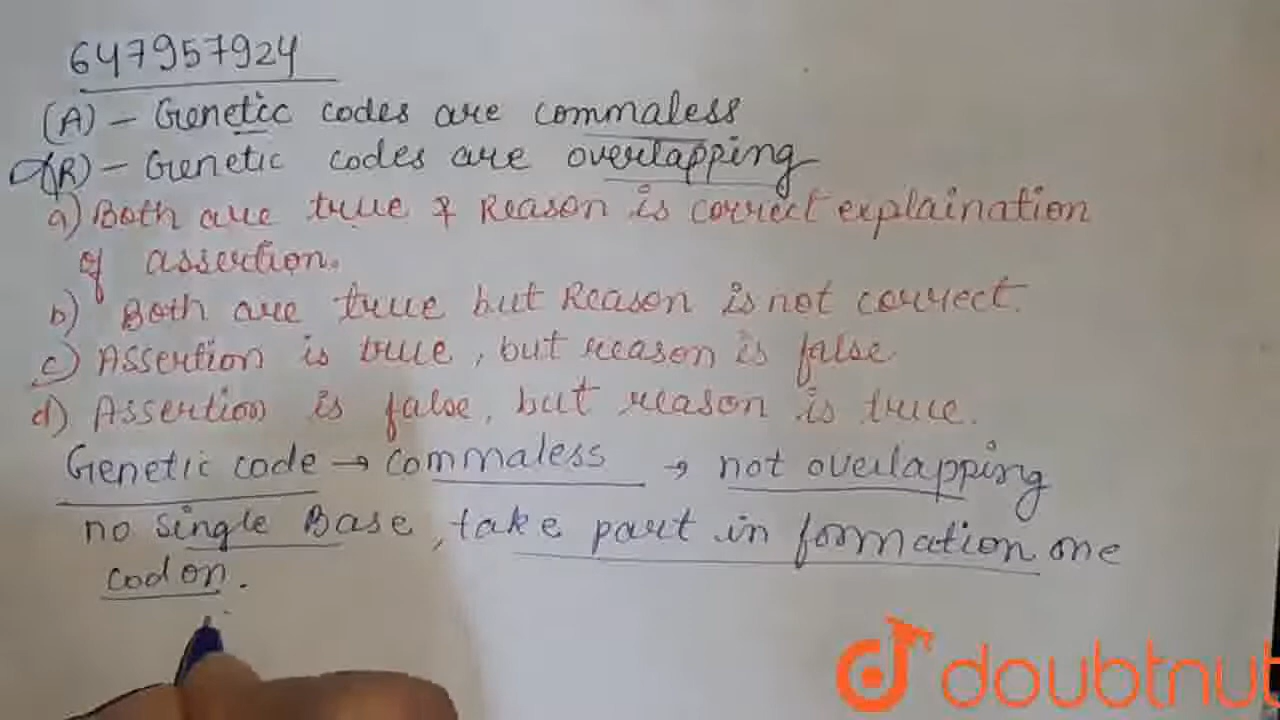 647957924
(A) - Genetic codes are commaless
(R) - Genetic codes are overlapping
a) Both are true & Reason is correct explaination
of assertion.
b) Both are true but Reason is not correct.
c) Assertion is true, but reason is false
d) Assertion is false, but reason is true.
Genetic code → commaless → not overlapping
no single Base, take part in formation one
codon.
doubtnut